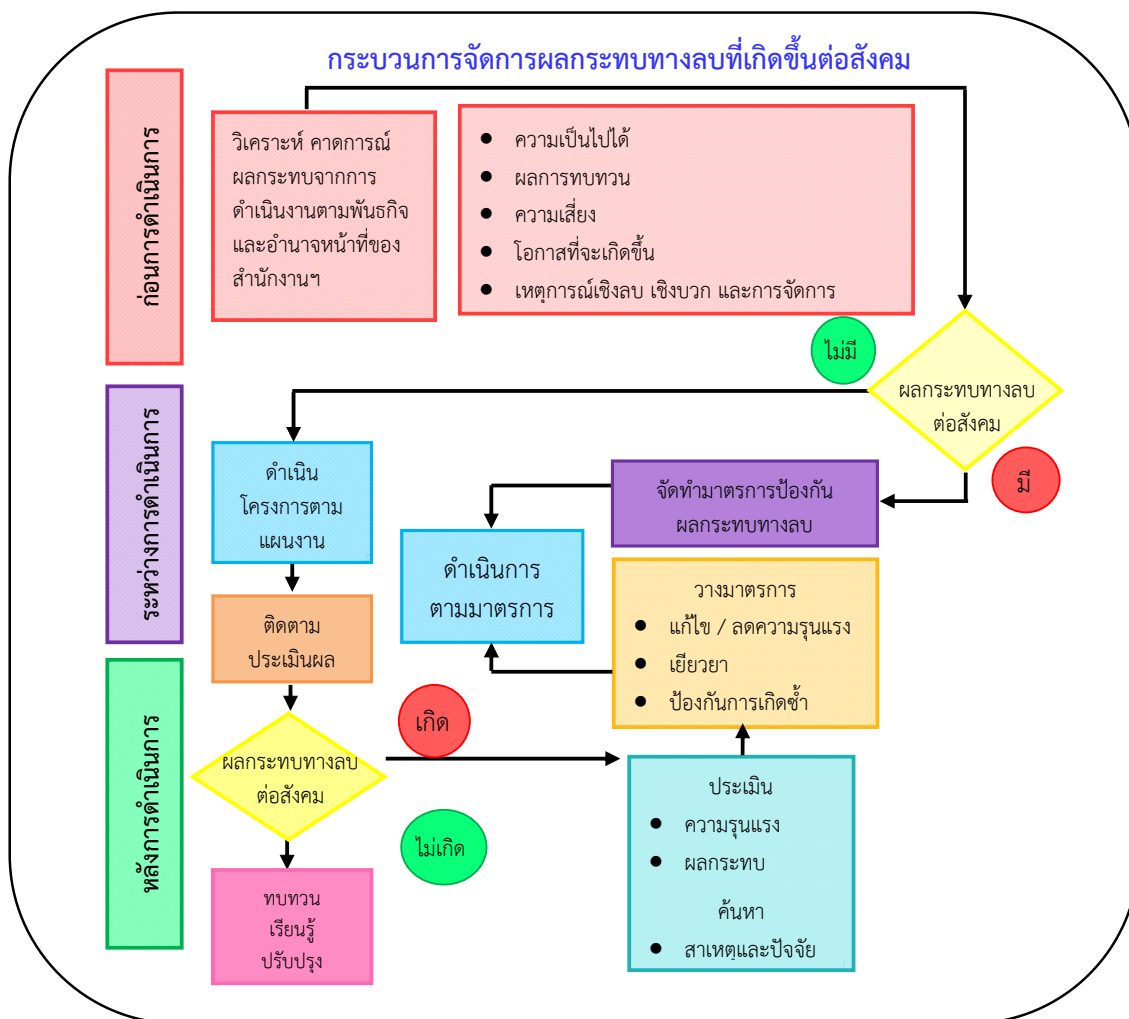 กระบวนการจัดการผลกระทบทางลบที่เกิดขึ้นต่อสังคม
ก่อนการดำเนินการ
วิเคราะห์ คาดการณ์
ผลกระทบจากการ
ดำเนินงานตามพันธกิจ
และอำนาจหน้าที่ของ
สำนักงานฯ
● ความเป็นไปได้
● ผลการทบทวน
● ความเสี่ยง
● โอกาสที่จะเกิดขึ้น
● เหตุการณ์เชิงลบ เชิงบวก และการจัดการ
ไม่มี
ผลกระทบทางลบ
ต่อสังคม
มี
ระหว่างการดำเนินการ
ดำเนิน
โครงการตาม
แผนงาน
จัดทำมาตรการป้องกัน
ผลกระทบทางลบ
ดำเนินการ
ตามมาตรการ
วางมาตรการ
● แก้ไข / ลดความรุนแรง
● เยียวยา
● ป้องกันการเกิดซ้ำ
ติดตาม
ประเมินผล
หลังการดำเนินการ
เกิด
ผลกระทบทางลบ
ต่อสังคม
ไม่เกิด
ประเมิน
● ความรุนแรง
● ผลกระทบ
ค้นหา
● สาเหตุและปัจจัย
ทบทวน
เรียนรู้
ปรับปรุง